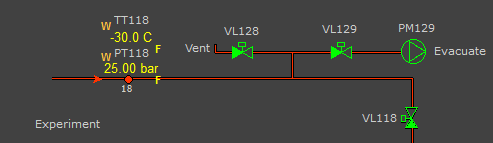 TT118
W -30.0 C F
PT118
W 25.00 bar F
18
Vent
VL128
VL129
PM129
Evacuate
VL118
Experiment